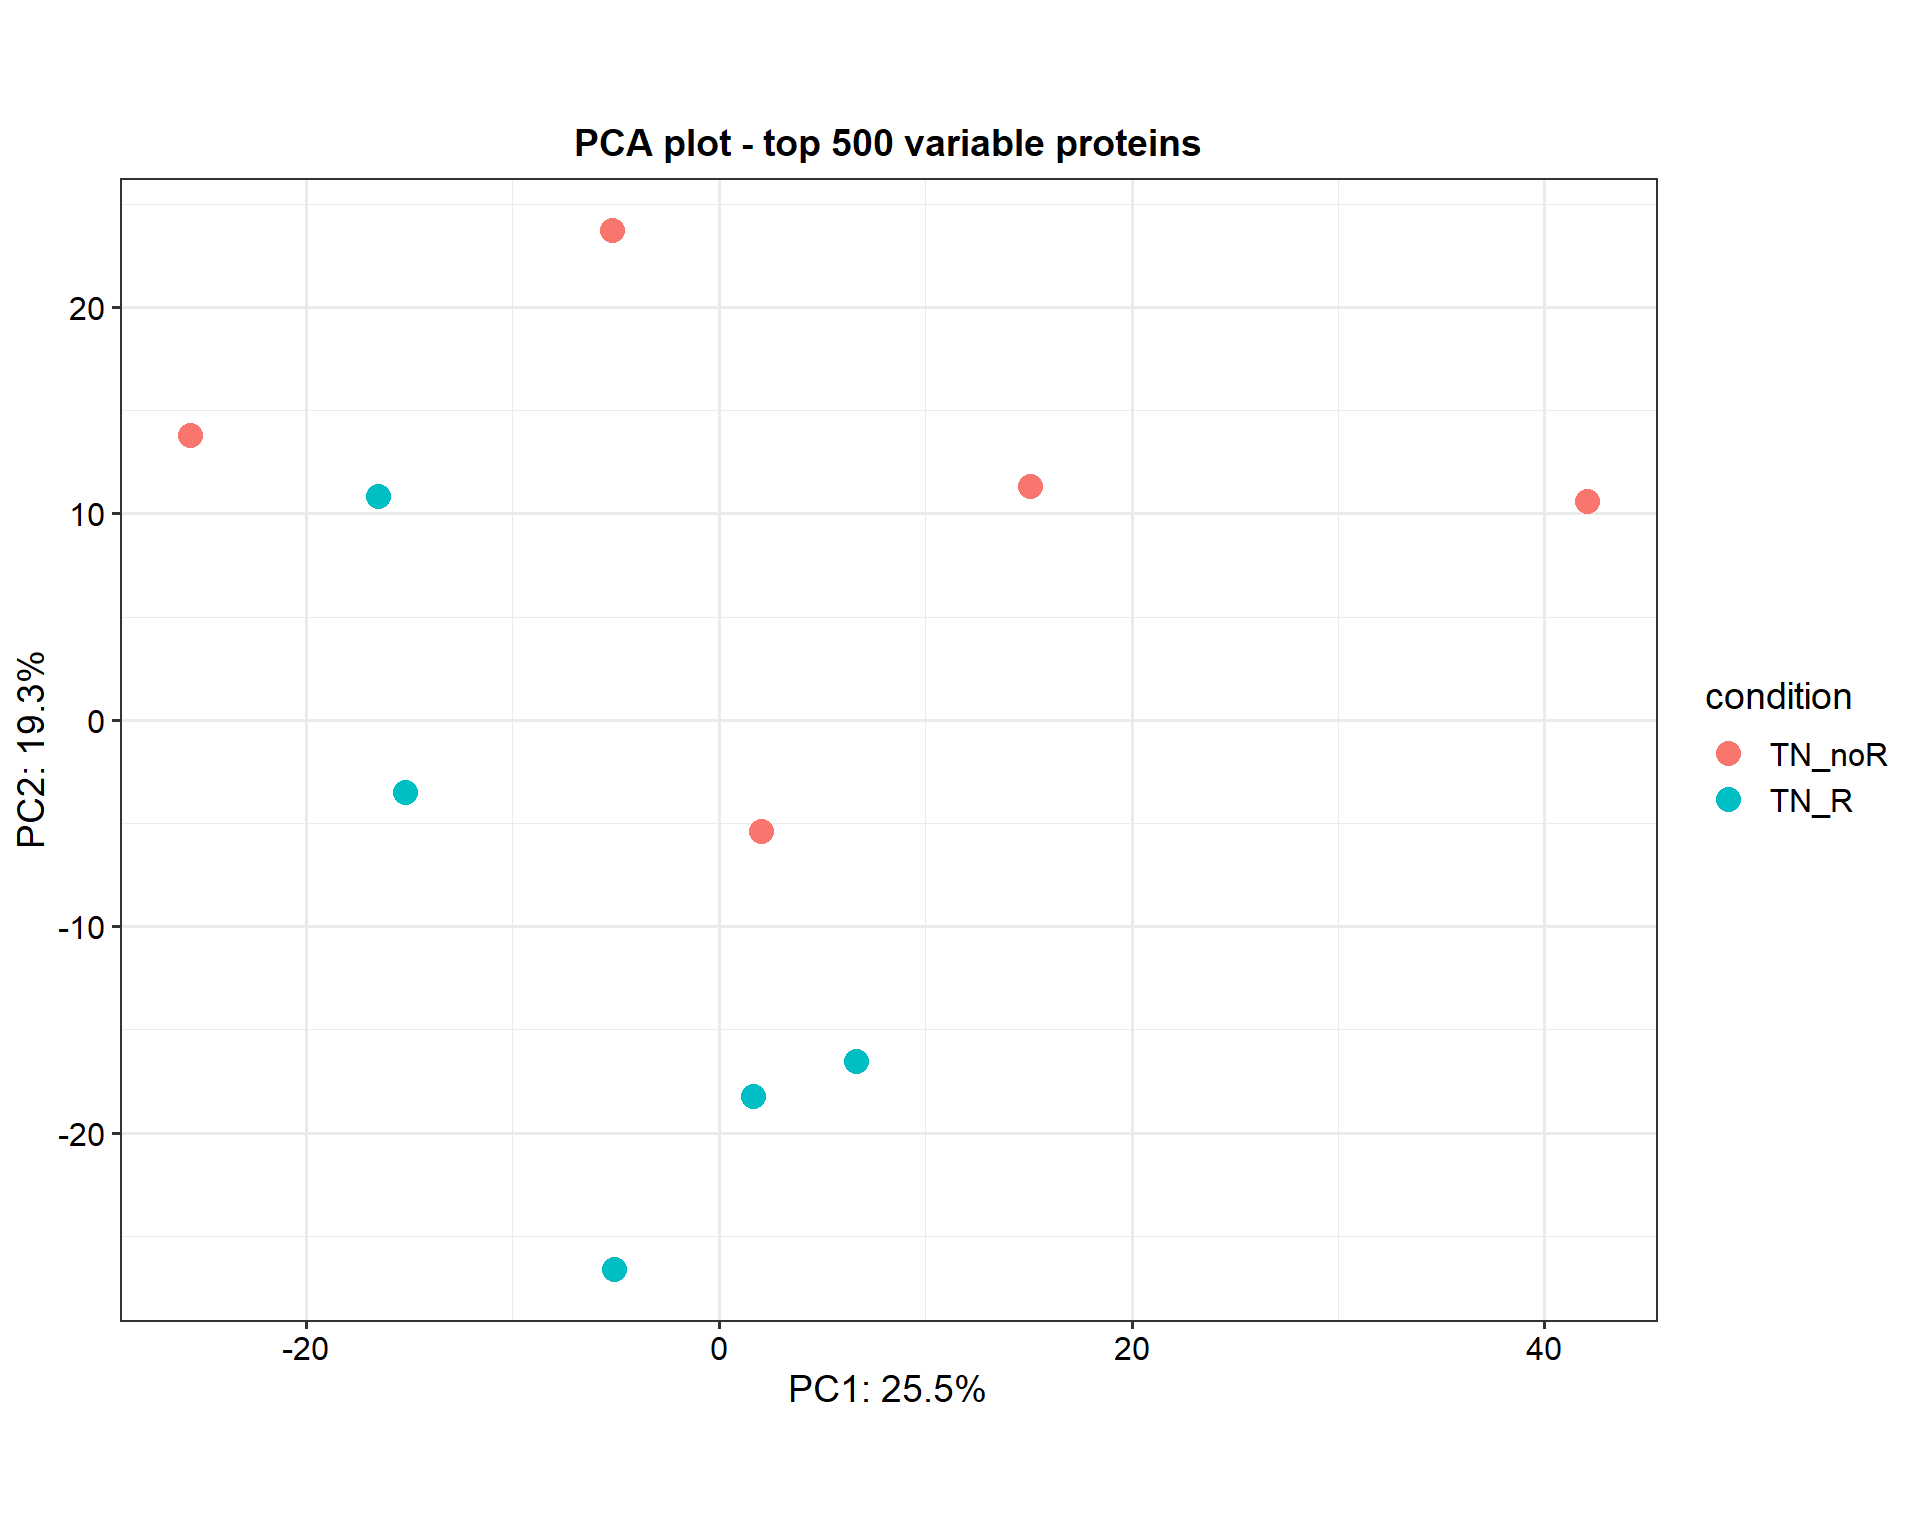 PCA plot - top 500 variable proteins
20
10
0
-10
-20
PC2: 19.3%
-20
0
20
40
PC1: 25.5%
condition
TN_noR
TN_R